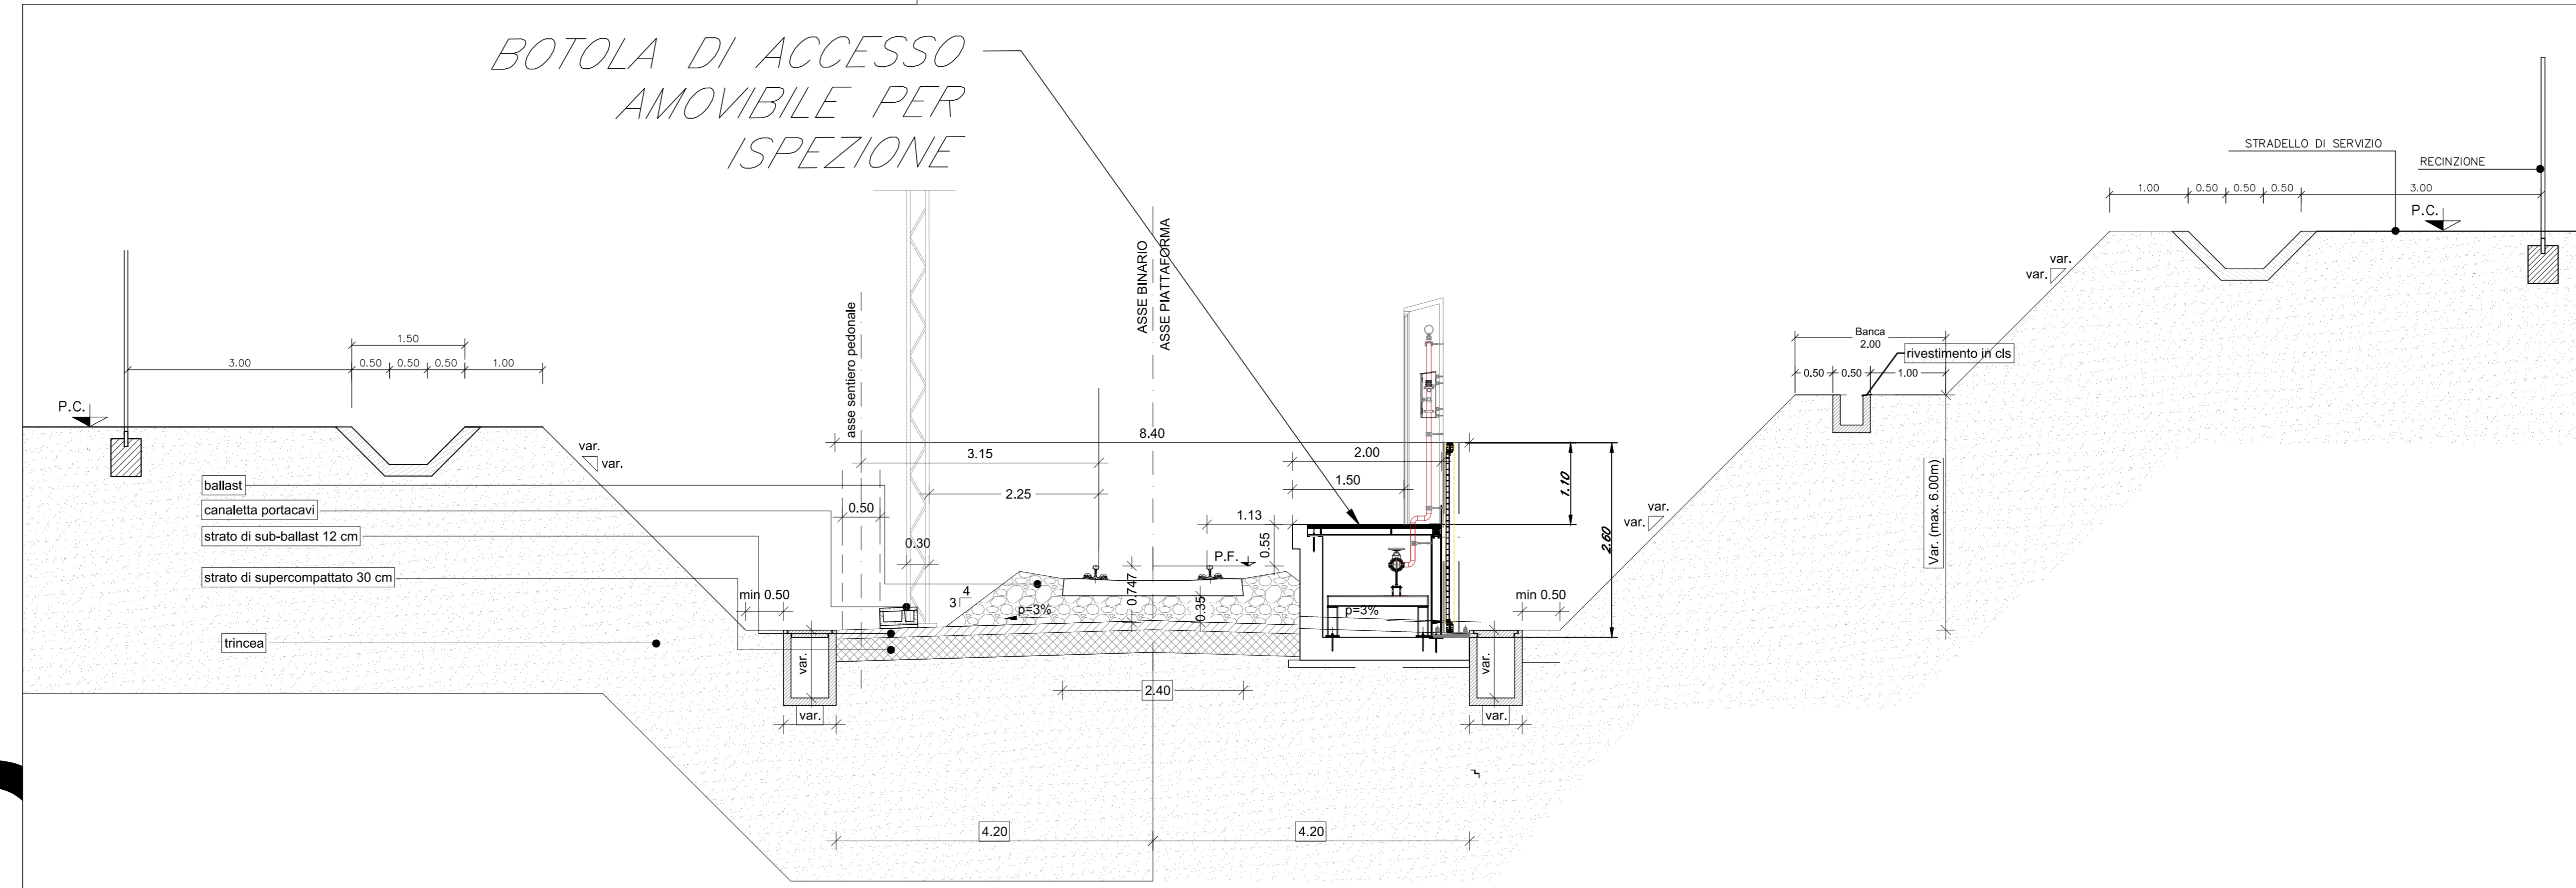 BOTOLA DI ACCESSO
AMOVIBILE PER
ISPEZIONE
STRADELLO DI SERVIZIO
RECINZIONE
1.00 0.50 0.50 0.50 3.00
P.C.
var.
var.
ASSE BINARIO
ASSE PIATTAFORMA
asse sentiero pedonale
1.50
3.00 0.50 0.50 0.50 1.00
P.C.
var.
var.
Banca
2.00
rivestimento in cls
0.50 0.50 1.00
8.40
3.15
2.00
1.50
2.25
1.10
2.60
Var. (max. 6.00m)
ballast
canaletta portacavi
strato di sub-ballast 12 cm
strato di supercompattato 30 cm
trincea
0.50
0.30
1.13
0.55
P.F.
var.
var.
min 0.50
3
4
p=3%
0.747
0.35
p=3%
min 0.50
var.
var.
var.
var.
2.40
4.20
4.20